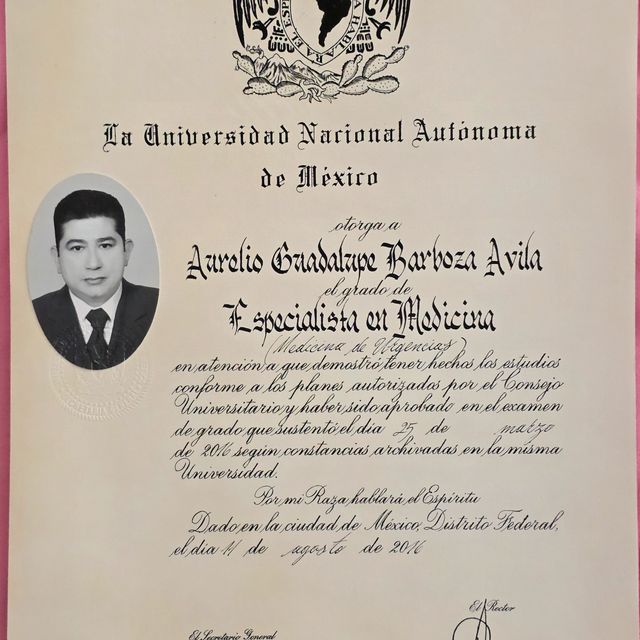 La Universidad Nacional Autónoma
de México
otorga a
Aurelio Guadalupe Barboza Avila
el grado de
Especialista en Medicina
(Medicina de Urgencias)
en atención a que demostró tener hechos los estudios
conforme a los planes autorizados por el Consejo
Universitario y haber sido aprobado en el examen
de grado que sustentó el día 25 de marzo
de 2016 según constancias archivadas en la misma
Universidad.
Por mi Raza hablará el Espíritu
Dado en la ciudad de México, Distrito Federal,
el día 11 de agosto de 2016
El Rector
El Secretario General